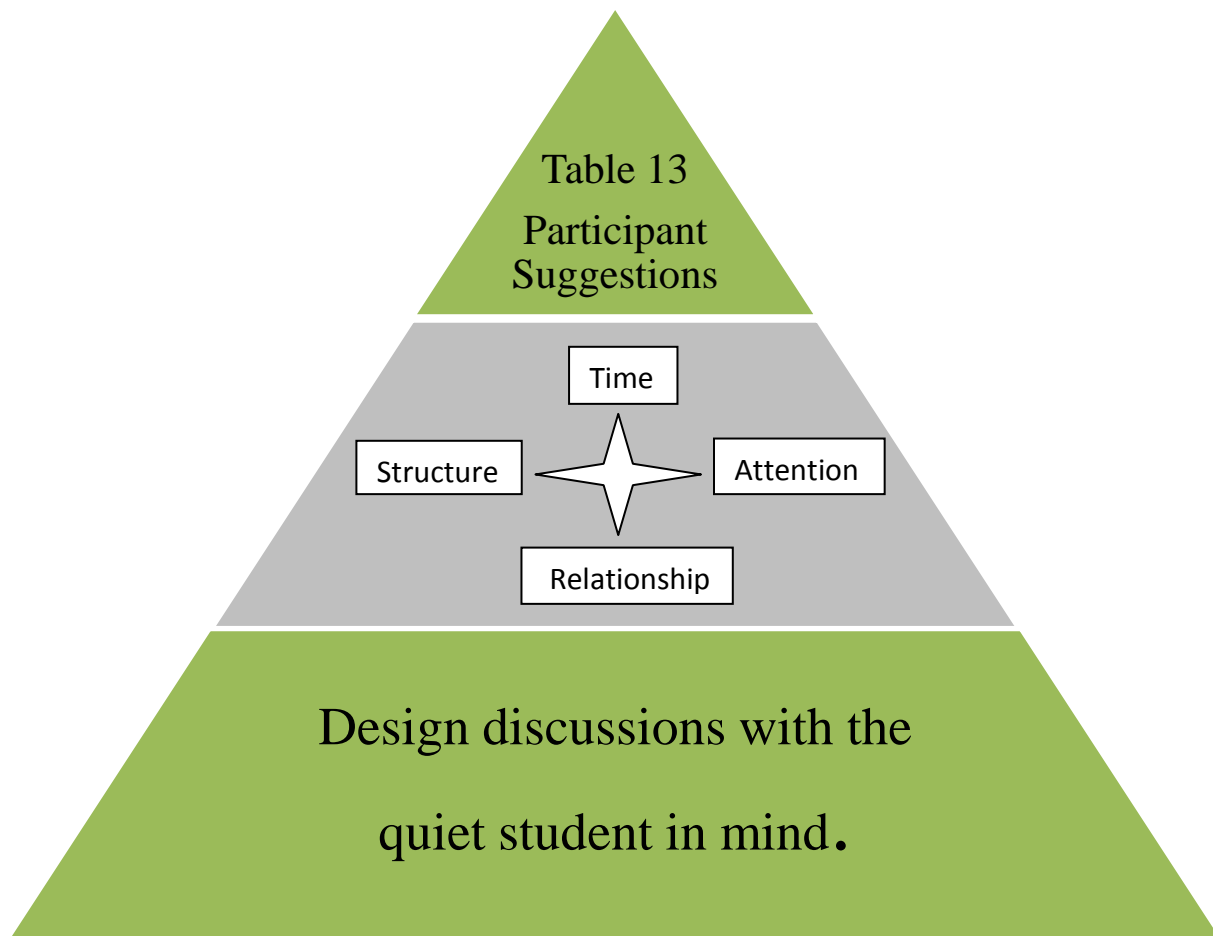 Table 13
Participant
Suggestions
Time
Structure
Attention
Relationship
Design discussions with the
quiet student in mind.